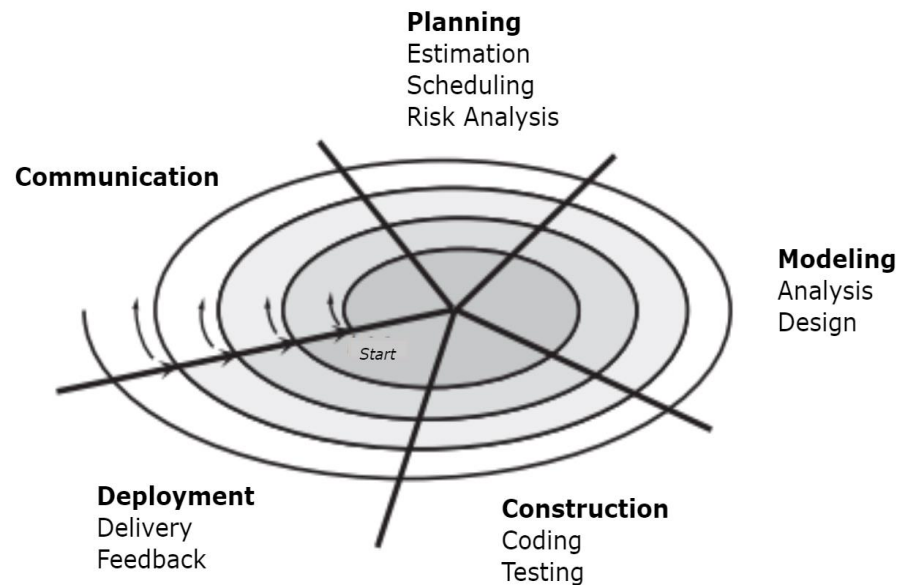 Planning
Estimation
Scheduling
Risk Analysis
Communication
Modeling
Analysis
Design
Start
Deployment
Delivery
Feedback
Construction
Coding
Testing